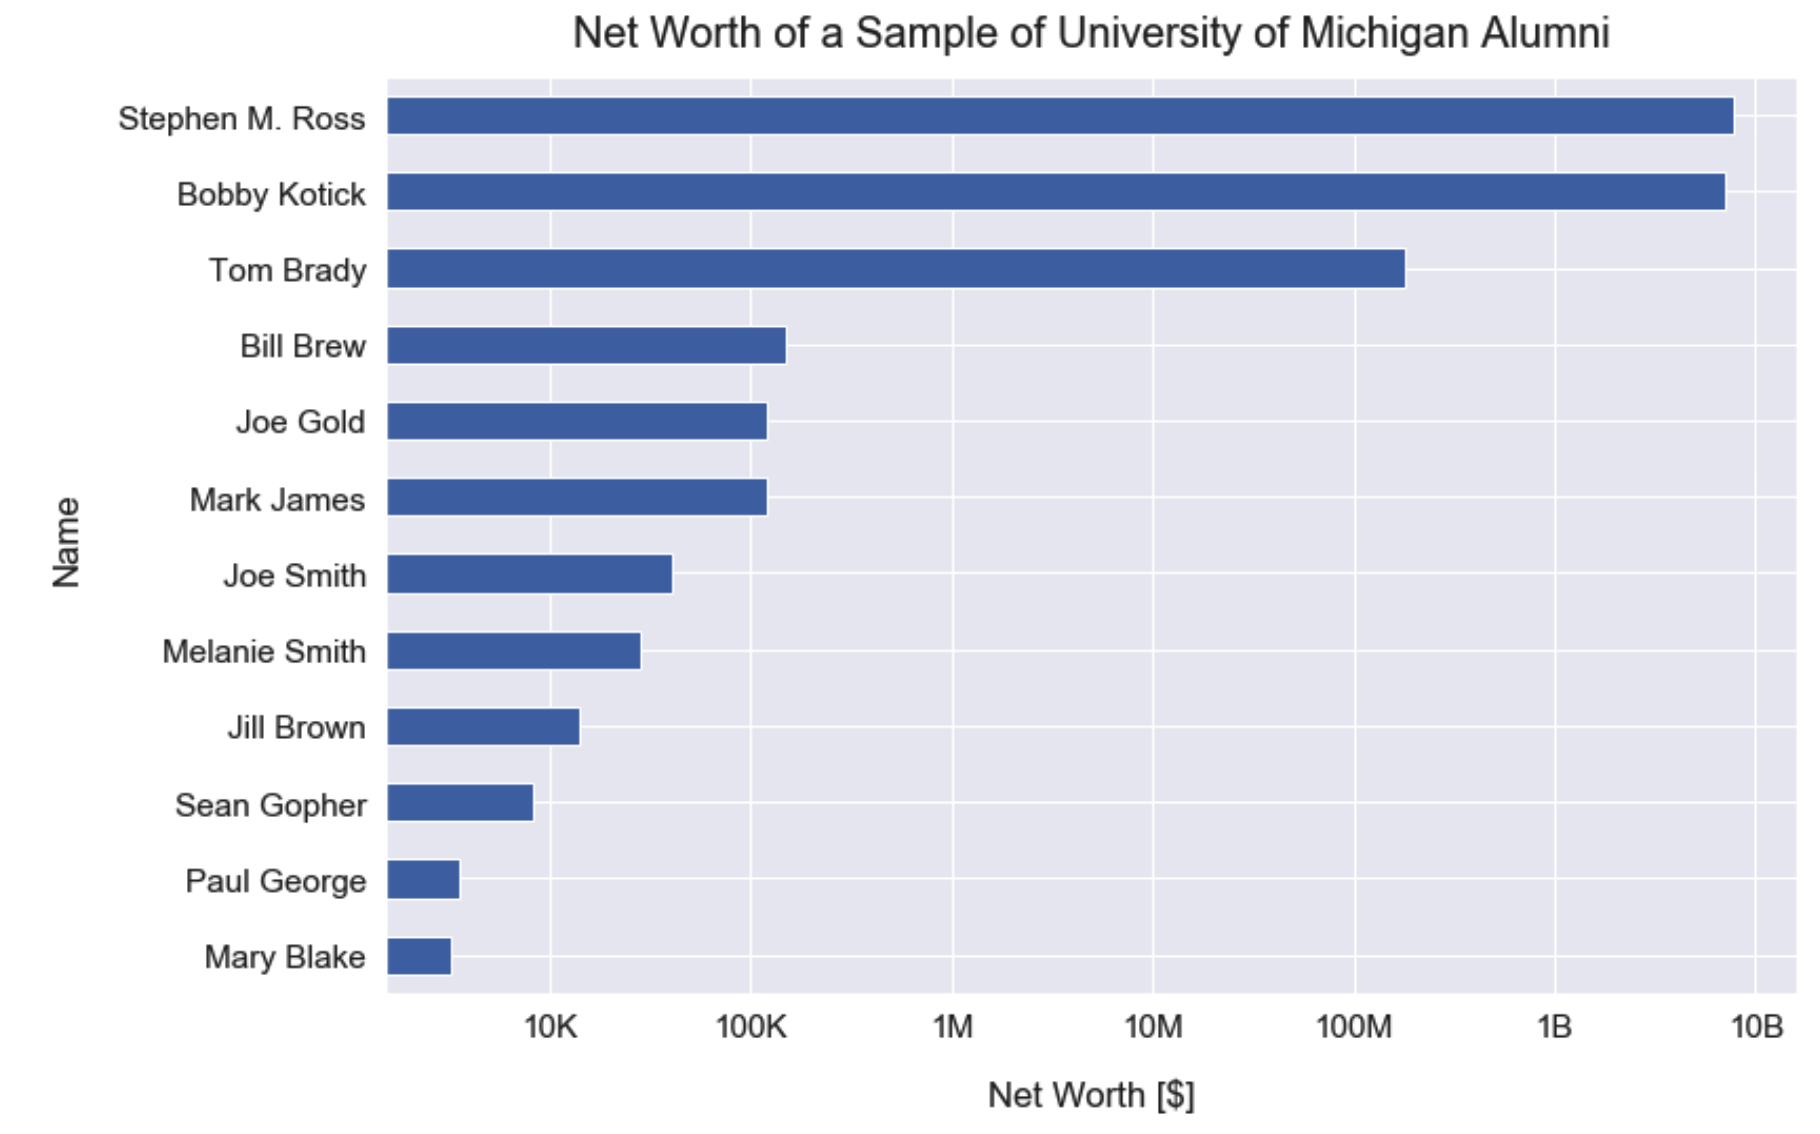 Net Worth of a Sample of University of Michigan Alumni
Stephen M. Ross
Bobby Kotick
Tom Brady
Bill Brew
Joe Gold
Mark James
Joe Smith
Melanie Smith
Jill Brown
Sean Gopher
Paul George
Mary Blake
Name
10K 100K 1M 10M 100M 1B 10B
Net Worth [$]